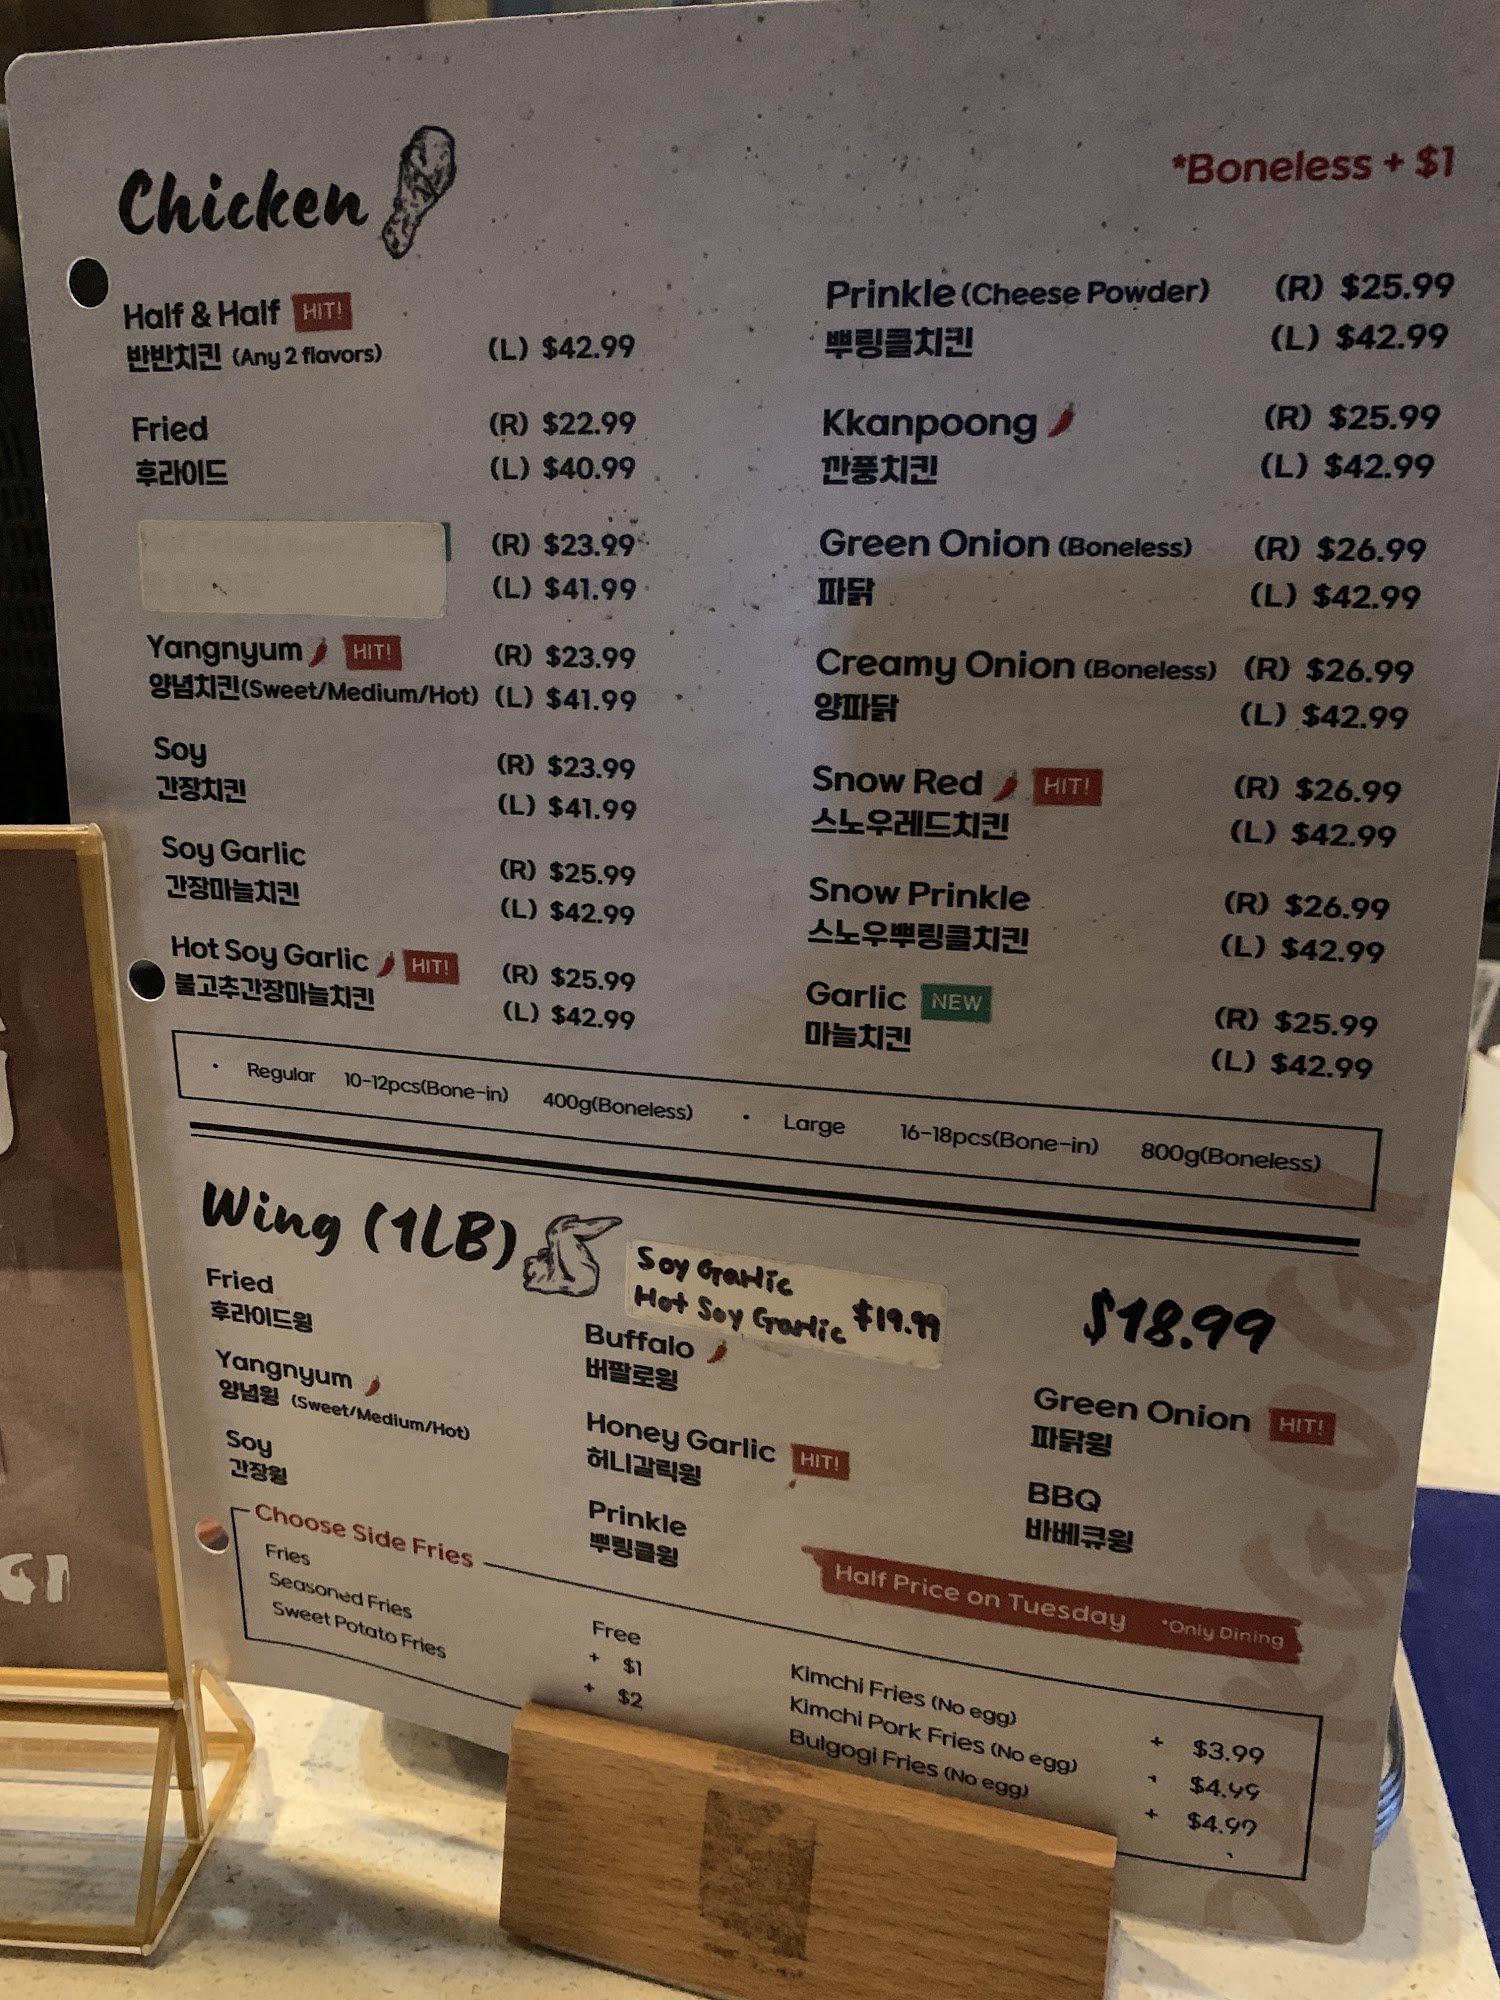 Chicken
*Boneless + $1
Half & Half HIT!
반반치킨 (Any 2 flavors) (L) $42.99
Fried (R) $22.99
후라이드 (L) $40.99
(R) $23.99
(L) $41.99
Yangnyum HIT! (R) $23.99
양념치킨(Sweet/Medium/Hot) (L) $41.99
Soy (R) $23.99
간장치킨 (L) $41.99
Soy Garlic (R) $25.99
간장마늘치킨 (L) $42.99
Hot Soy Garlic HIT! (R) $25.99
불고추간장마늘치킨 (L) $42.99
Prinkle (Cheese Powder) (R) $25.99
뿌링클치킨 (L) $42.99
Kkanpoong (R) $25.99
깐풍치킨 (L) $42.99
Green Onion (Boneless) (R) $26.99
파닭 (L) $42.99
Creamy Onion (Boneless) (R) $26.99
양파닭 (L) $42.99
Snow Red HIT! (R) $26.99
스노우레드치킨 (L) $42.99
Snow Prinkle (R) $26.99
스노우뿌링클치킨 (L) $42.99
Garlic NEW (R) $25.99
마늘치킨 (L) $42.99
• Regular 10-12pcs(Bone-in) 400g(Boneless) • Large 16-18pcs(Bone-in) 800g(Boneless)
Wing (1LB)
Soy Garlic
Hot Soy Garlic $19.99
$18.99
Fried
후라이드윙
Yangnyum
양념윙 (Sweet/Medium/Hot)
Soy
간장윙
Buffalo
버팔로윙
Honey Garlic HIT!
허니갈릭윙
Prinkle
뿌링클윙
Green Onion HIT!
파닭윙
BBQ
바베큐윙
Half Price on Tuesday *Only Dining
Choose Side Fries
Fries Free
Seasoned Fries + $1
Sweet Potato Fries + $2
Kimchi Fries (No egg) + $3.99
Kimchi Pork Fries (No egg) + $4.99
Bulgogi Fries (No egg) + $4.99
GI